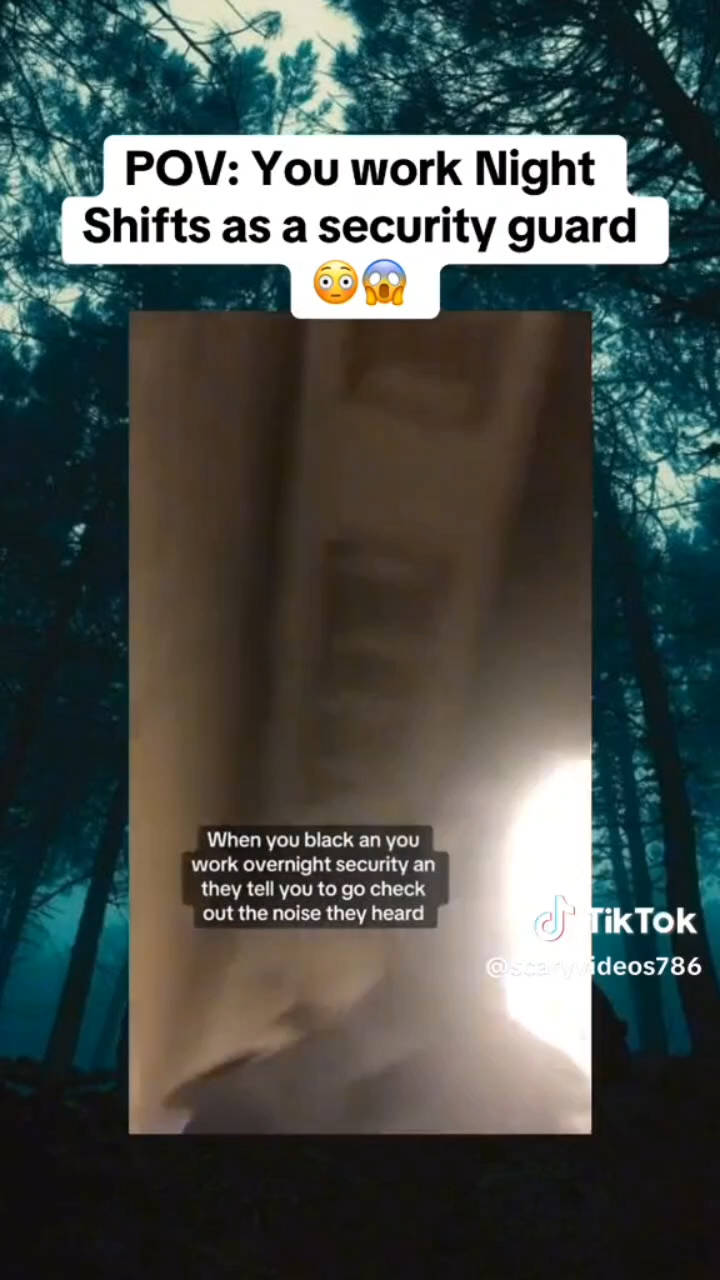 POV: You work Night
Shifts as a security guard
😳😱
When you black an you
work overnight security an
they tell you to go check
out the noise they heard
TikTok
@scaryvideos786